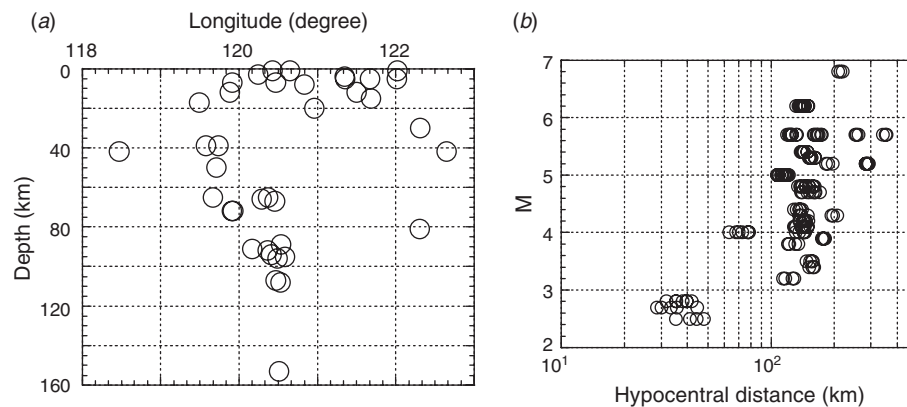 (a)
Longitude (degree)
118 120 122
0
40
80
120
160
Depth (km)
(b)
7
6
5
4
3
2
M
10^1 10^2
Hypocentral distance (km)